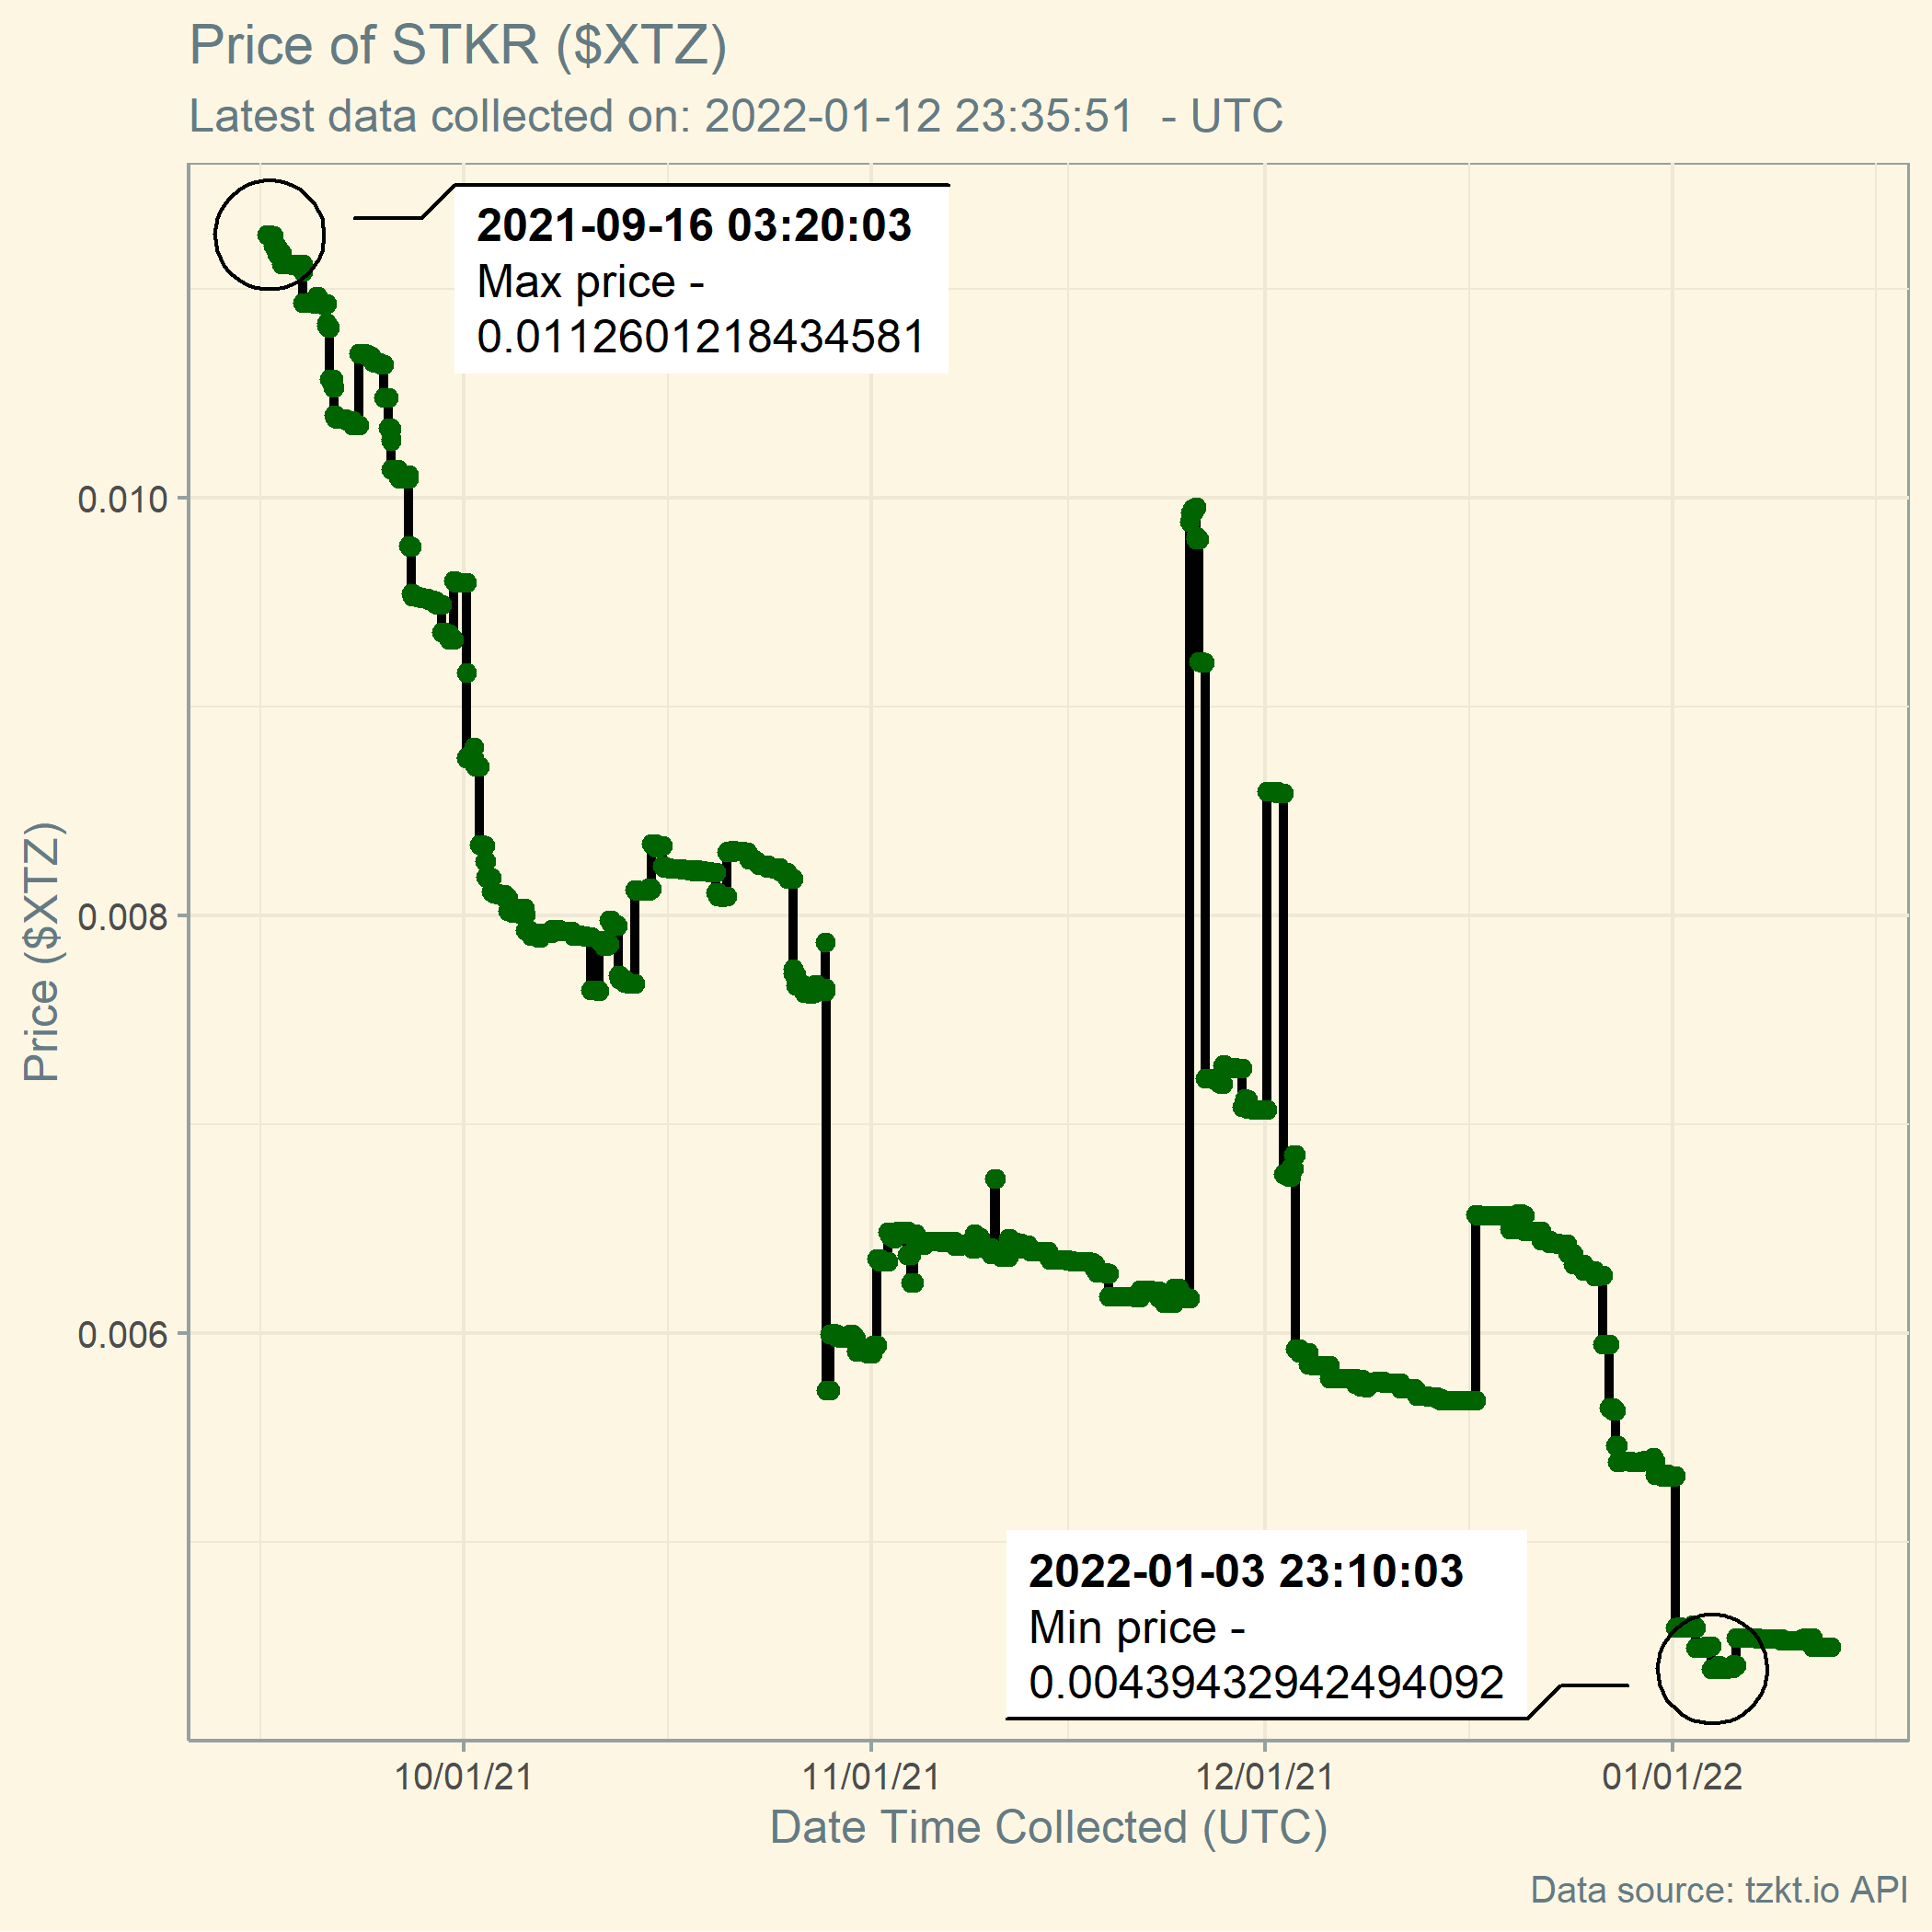 Price of STKR ($XTZ)
Latest data collected on: 2022-01-12 23:35:51  - UTC
2021-09-16 03:20:03
Max price -
0.0112601218434581
0.010
0.008
0.006
Price ($XTZ)
2022-01-03 23:10:03
Min price -
0.00439432942494092
10/01/21
11/01/21
12/01/21
01/01/22
Date Time Collected (UTC)
Data source: tzkt.io API